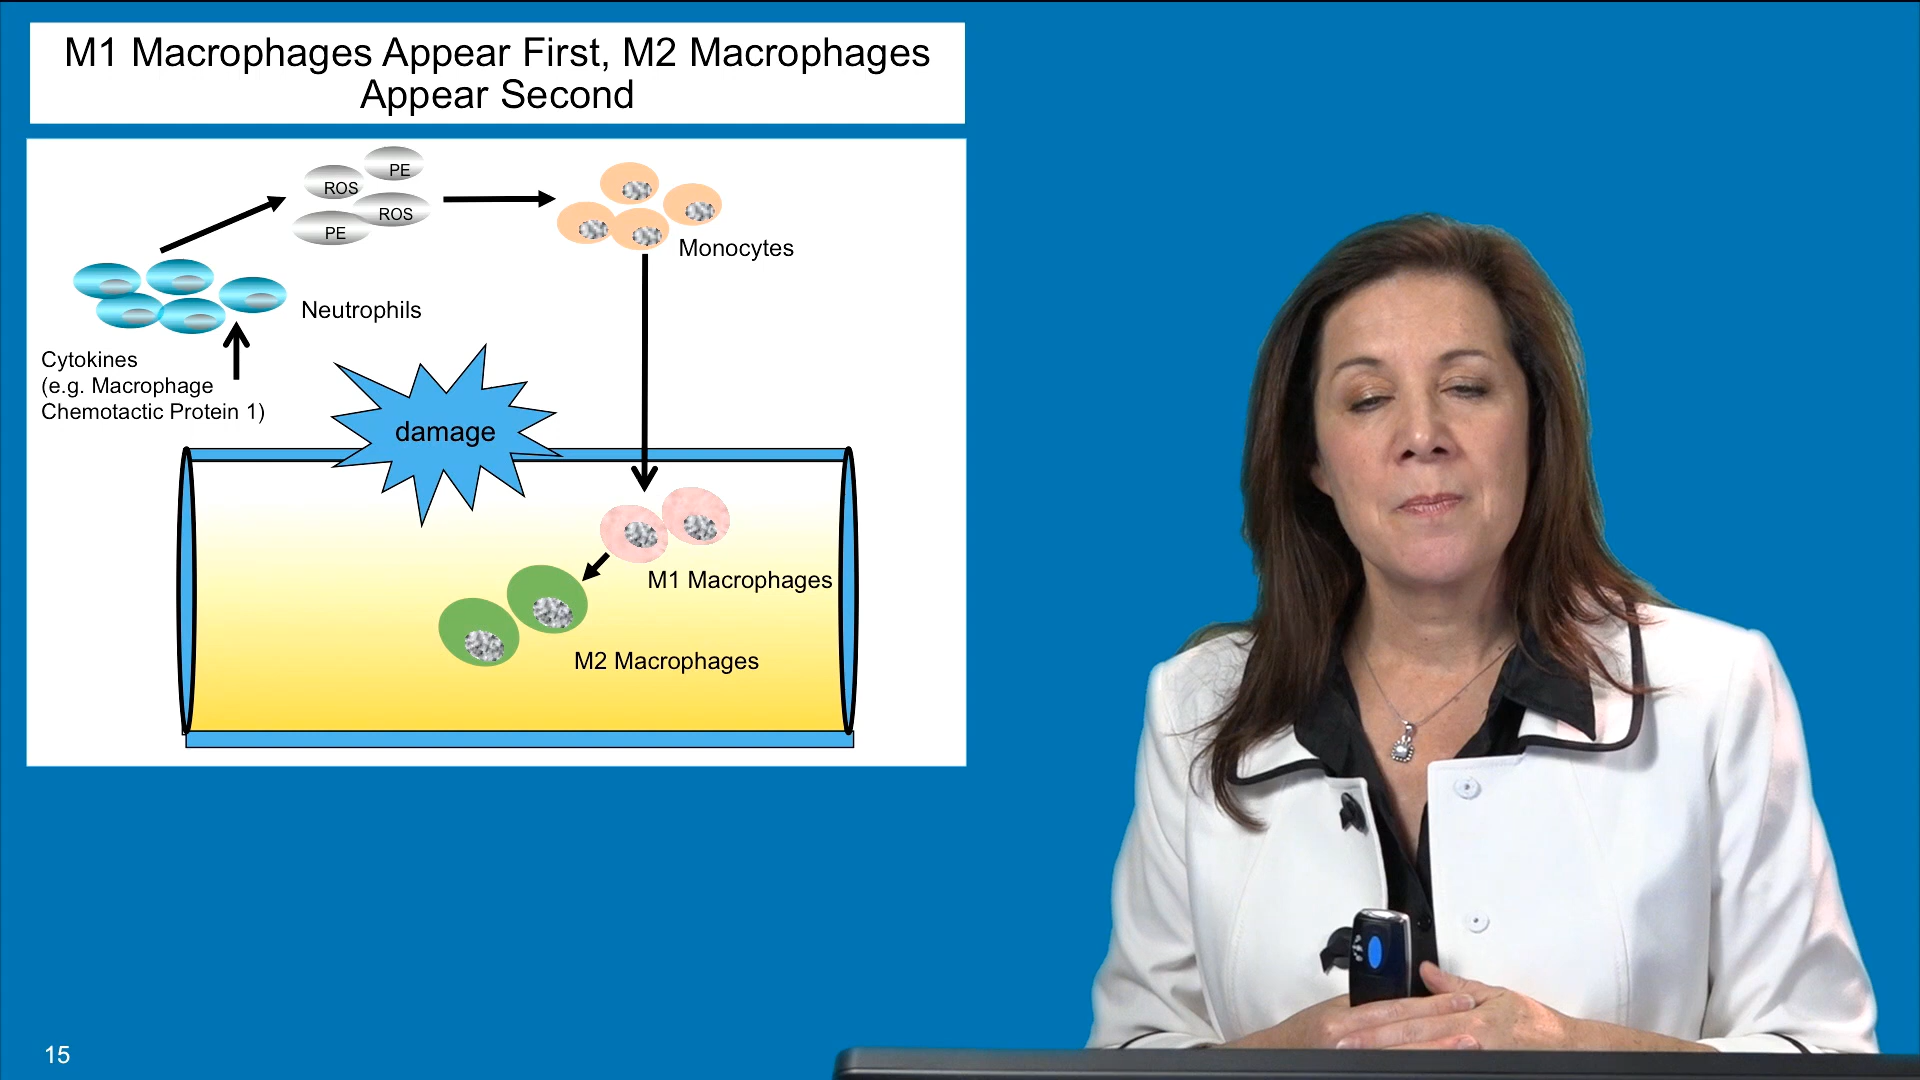 M1 Macrophages Appear First, M2 Macrophages
Appear Second
PE
ROS
ROS
PE
Monocytes
Neutrophils
Cytokines
(e.g. Macrophage
Chemotactic Protein 1)
damage
M1 Macrophages
M2 Macrophages
15